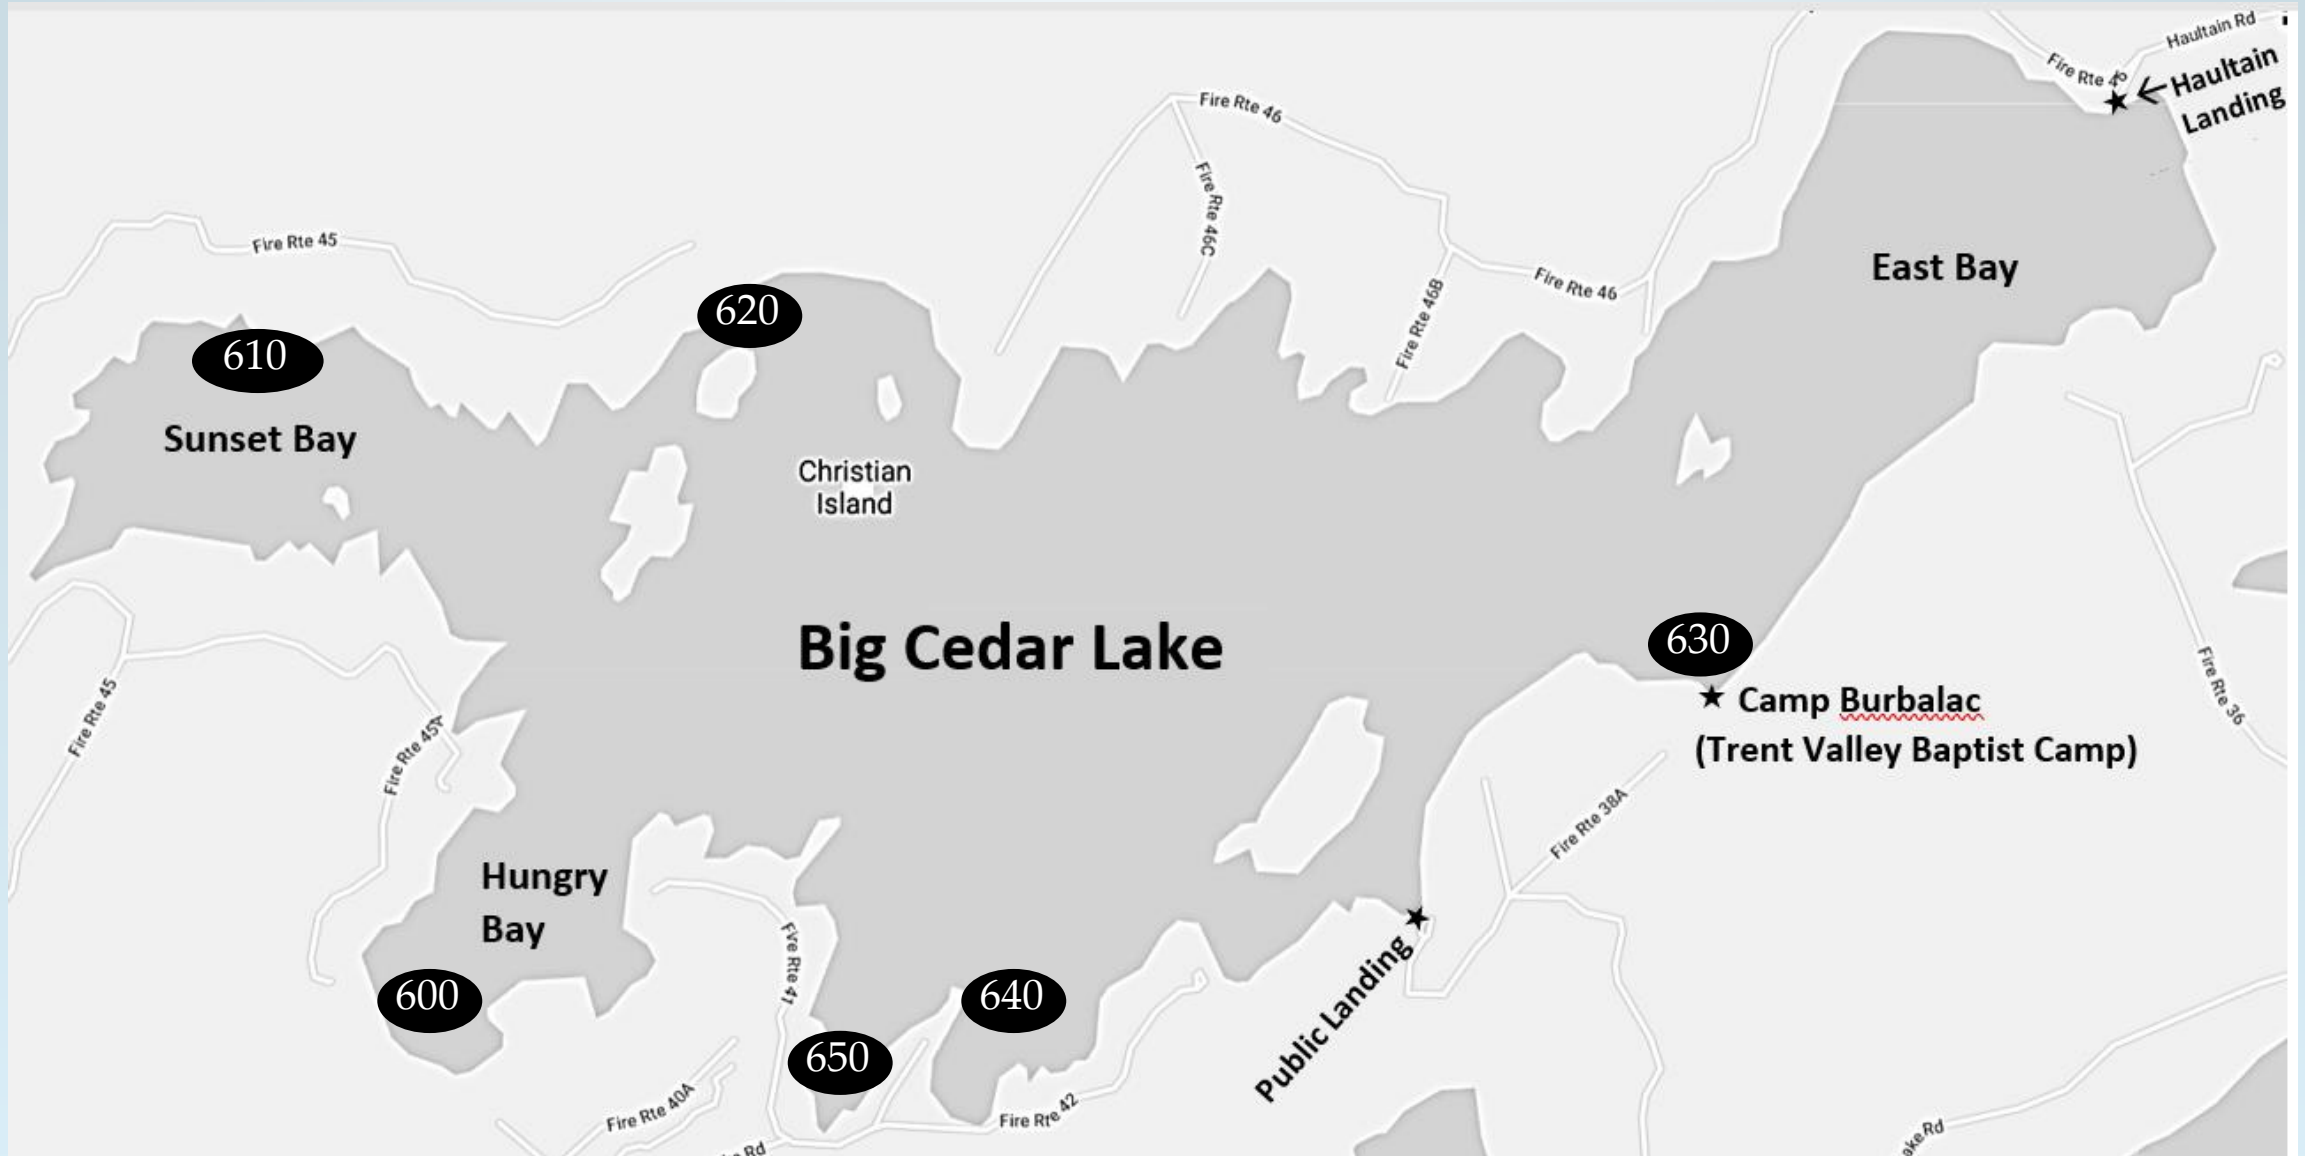 Haultain Rd
Fire Rte 46
Haultain
Landing
Fire Rte 46
Fire Rte 46C
Fire Rte 45
East Bay
Fire Rte 46
Fire Rte 46B
620
610
Sunset Bay
Christian
Island
Big Cedar Lake
630
Camp Burbalac
(Trent Valley Baptist Camp)
Fire Rte 36
Fire Rte 45
Fire Rte 45A
Fire Rte 38A
Hungry
Bay
Public Landing
Fire Rte 41
600
640
650
Fire Rte 40A
Fire Rte 42
Rd
Rd